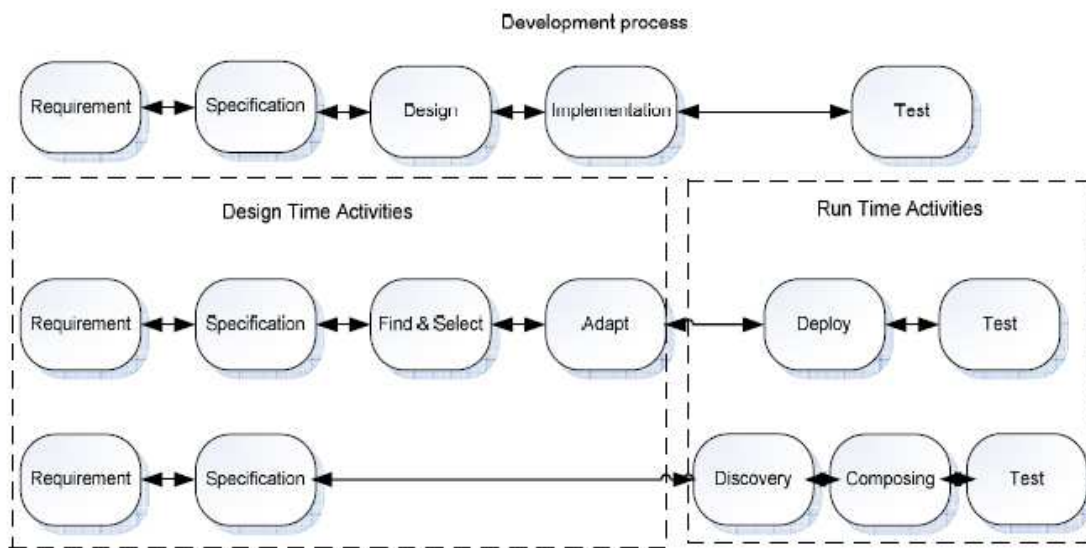 Development process
Requirement
Specification
Design
Implementation
Test
Design Time Activities
Run Time Activities
Requirement
Specification
Find & Select
Adapt
Deploy
Test
Requirement
Specification
Discovery
Composing
Test